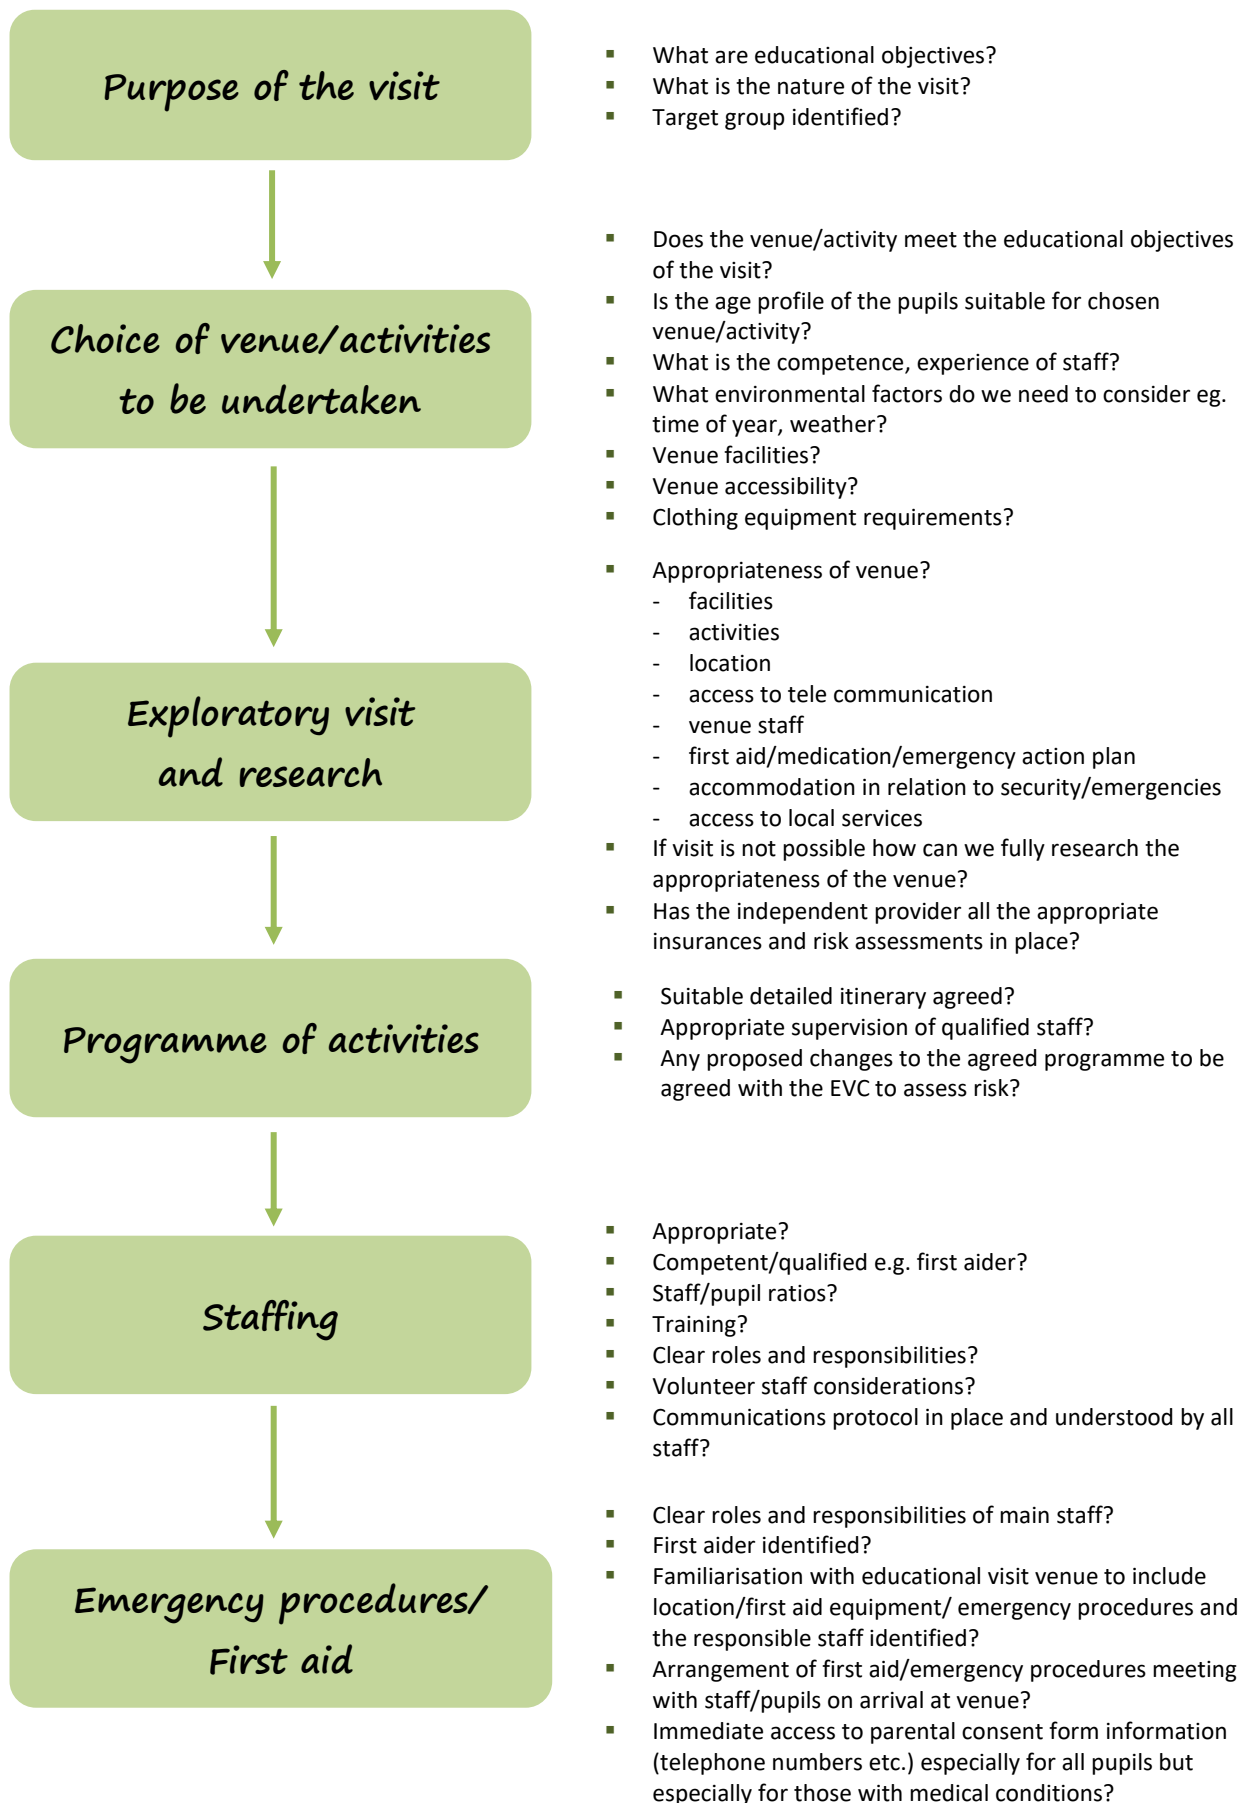 Purpose of the visit
▪ What are educational objectives?
▪ What is the nature of the visit?
▪ Target group identified?
Choice of venue/activities
to be undertaken
▪ Does the venue/activity meet the educational objectives
of the visit?
▪ Is the age profile of the pupils suitable for chosen
venue/activity?
▪ What is the competence, experience of staff?
▪ What environmental factors do we need to consider eg.
time of year, weather?
▪ Venue facilities?
▪ Venue accessibility?
▪ Clothing equipment requirements?
Exploratory visit
and research
▪ Appropriateness of venue?
- facilities
- activities
- location
- access to tele communication
- venue staff
- first aid/medication/emergency action plan
- accommodation in relation to security/emergencies
- access to local services
▪ If visit is not possible how can we fully research the
appropriateness of the venue?
▪ Has the independent provider all the appropriate
insurances and risk assessments in place?
Programme of activities
▪ Suitable detailed itinerary agreed?
▪ Appropriate supervision of qualified staff?
▪ Any proposed changes to the agreed programme to be
agreed with the EVC to assess risk?
Staffing
▪ Appropriate?
▪ Competent/qualified e.g. first aider?
▪ Staff/pupil ratios?
▪ Training?
▪ Clear roles and responsibilities?
▪ Volunteer staff considerations?
▪ Communications protocol in place and understood by all
staff?
Emergency procedures/
First aid
▪ Clear roles and responsibilities of main staff?
▪ First aider identified?
▪ Familiarisation with educational visit venue to include
location/first aid equipment/ emergency procedures and
the responsible staff identified?
▪ Arrangement of first aid/emergency procedures meeting
with staff/pupils on arrival at venue?
▪ Immediate access to parental consent form information
(telephone numbers etc.) especially for all pupils but
especially for those with medical conditions?